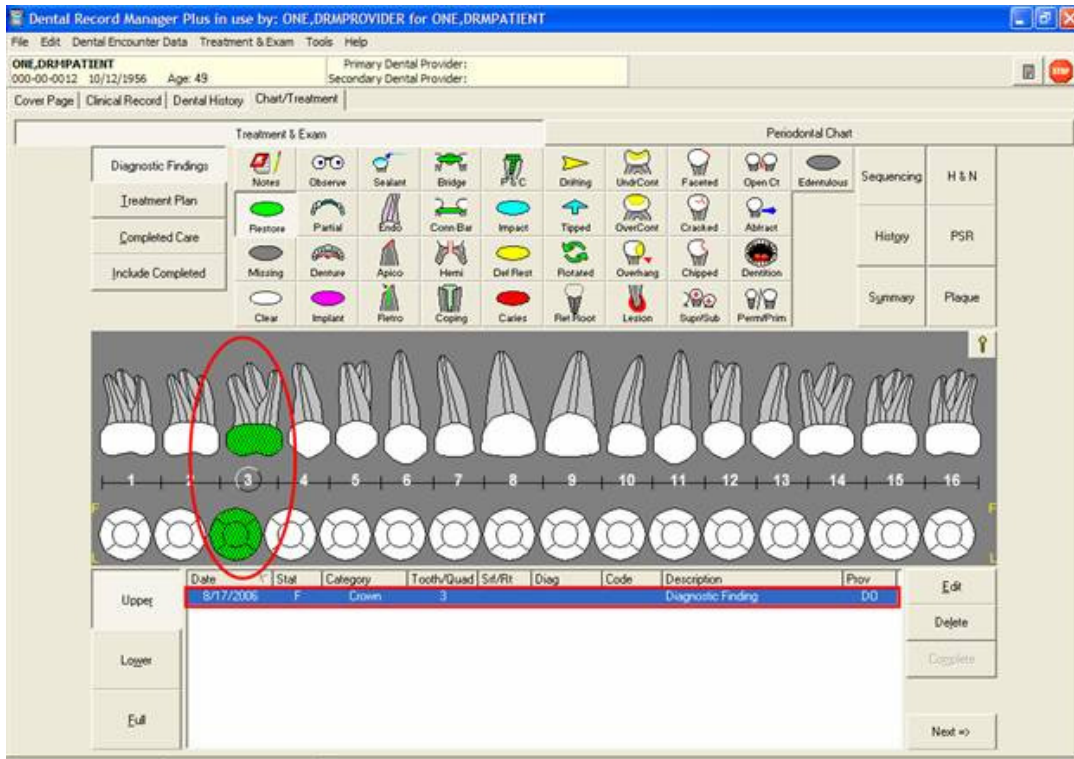 Dental Record Manager Plus in use by: ONE,DRMPROVIDER for ONE,DRMPATIENT
File Edit Dental Encounter Data Treatment & Exam Tools Help
ONE,DRMPATIENT Primary Dental Provider:
000-00-0012 10/12/1956 Age: 49 Secondary Dental Provider:
STOP
Cover Page Clinical Record Dental History Chart/Treatment
Treatment & Exam Periodontal Chart
Diagnostic Findings
Treatment Plan
Completed Care
Include Completed
Notes Observe Sealant Bridge P & C Drifting UndrCont Faceted Open Ct Edentulous
Restore Partial Endo Conn Bar Impact Tipped OverCont Cracked Abfract
Missing Denture Apico Hemi Def Rest Rotated Overhang Chipped Dentition
Clear Implant Retro Coping Caries Ret Root Lesion Supr/Sub Perm/Prim
Sequencing H & N
History PSR
Summary Plaque
1 2 3 4 5 6 7 8 9 10 11 12 13 14 15 16
F F
L L
Date Stat Category Tooth/Quad Srf/Rt Diag Code Description Prov
8/17/2006 F Crown 3 Diagnostic Finding DO
Upper
Lower
Full
Edit
Delete
Complete
Next =>